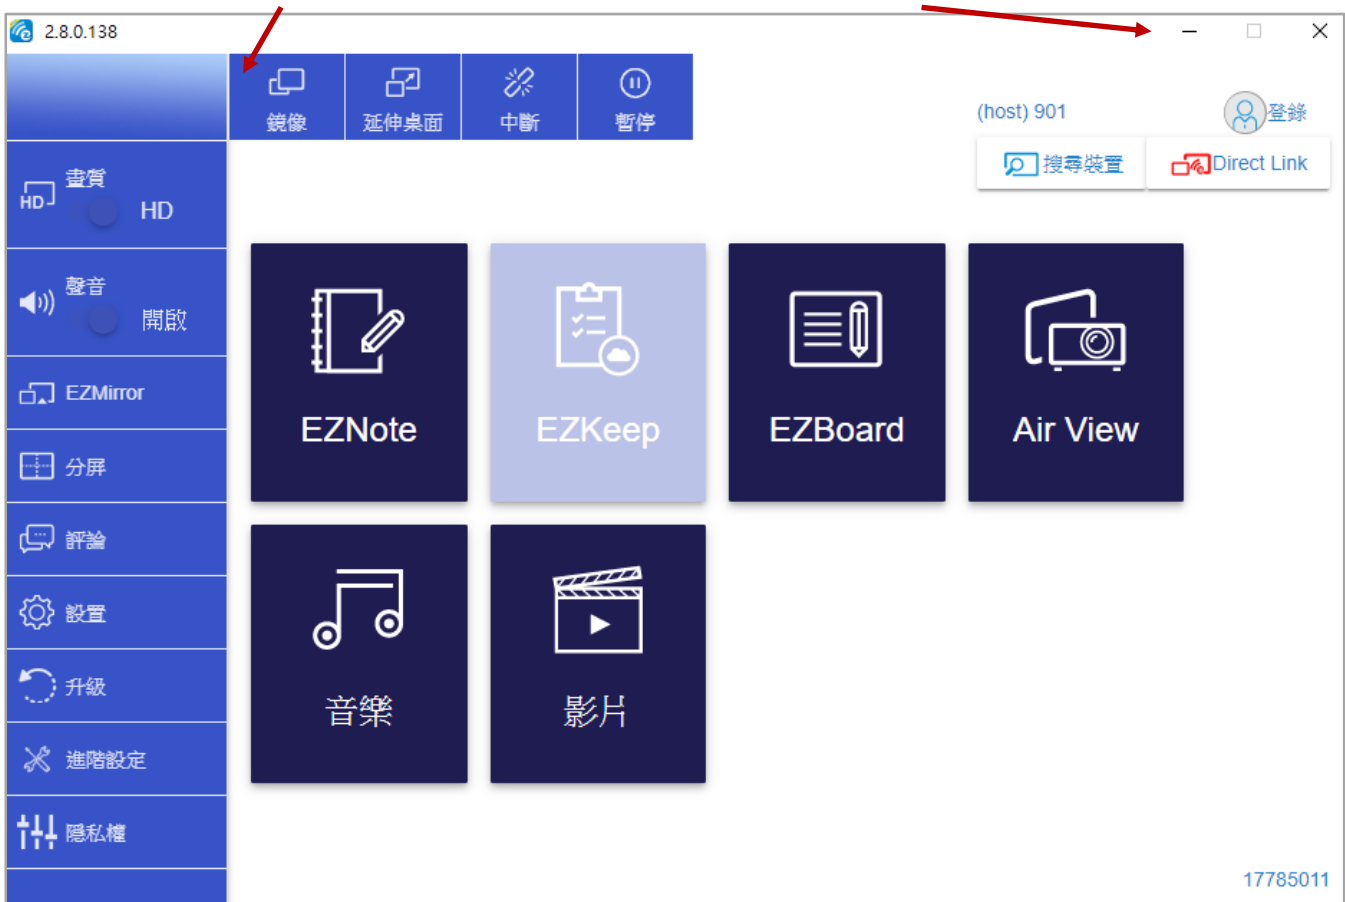 2.8.0.138
鏡像
延伸桌面
中斷
暫停
(host) 901
登錄
搜尋裝置
Direct Link
畫質
HD
HD
聲音
開啟
EZMirror
分屏
評論
設置
升級
進階設定
隱私權
EZNote
EZKeep
EZBoard
Air View
音樂
影片
17785011